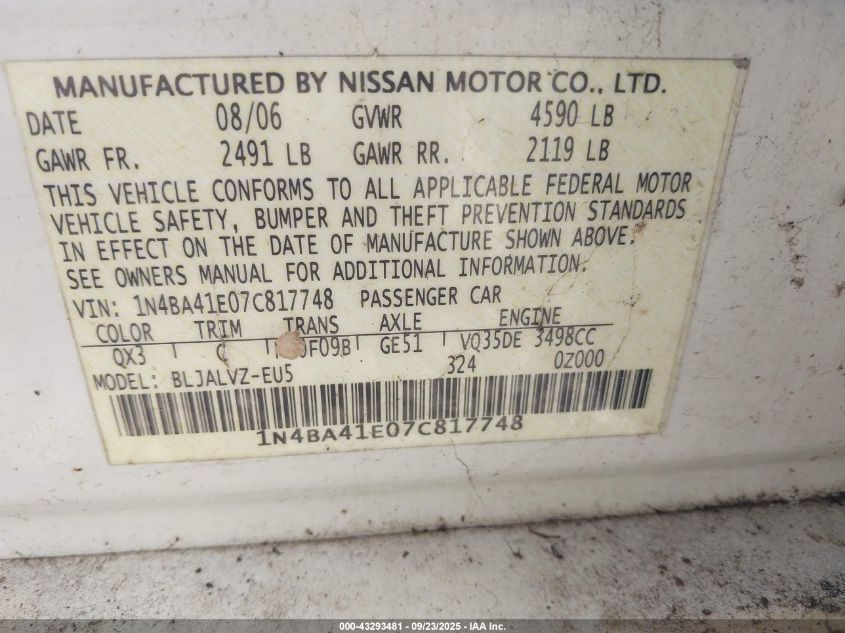 MANUFACTURED BY NISSAN MOTOR CO., LTD.
DATE 08/06 GVWR 4590 LB
GAWR FR. 2491 LB GAWR RR. 2119 LB
THIS VEHICLE CONFORMS TO ALL APPLICABLE FEDERAL MOTOR
VEHICLE SAFETY, BUMPER AND THEFT PREVENTION STANDARDS
IN EFFECT ON THE DATE OF MANUFACTURE SHOWN ABOVE.
SEE OWNERS MANUAL FOR ADDITIONAL INFORMATION.
VIN: 1N4BA41E07C817748 PASSENGER CAR
COLOR TRIM TRANS AXLE ENGINE
QX3 C GE51 VQ35DE 3498CC
MODEL: BLJALVZ-EU5 324 0Z000
1N4BA41E07C817748
000-43293481 - 09/23/2025 - IAA Inc.